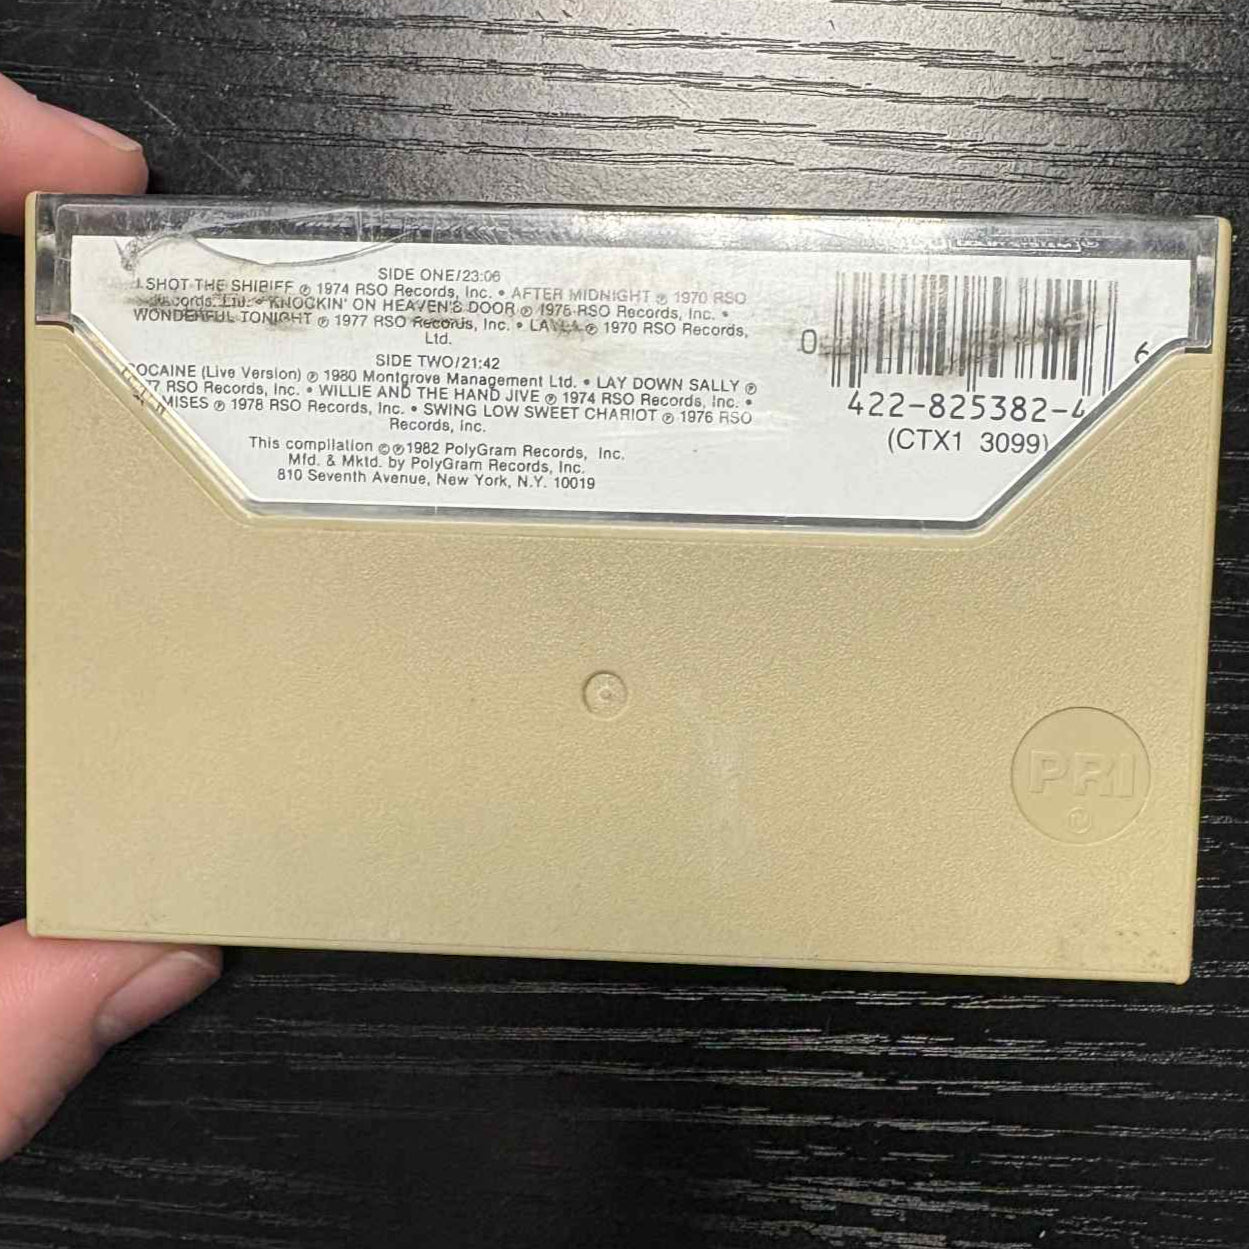 SIDE ONE/23:06
I SHOT THE SHIRIFF ℗ 1974 RSO Records, Inc. • AFTER MIDNIGHT ℗ 1970 RSO
Records, Ltd. • KNOCKIN' ON HEAVEN'S DOOR ℗ 1975 RSO Records, Inc. •
WONDERFUL TONIGHT ℗ 1977 RSO Records, Inc. • LAYLA ℗ 1970 RSO Records,
Ltd.
SIDE TWO/21:42
COCAINE (Live Version) ℗ 1980 Montgrove Management Ltd. • LAY DOWN SALLY ℗
77 RSO Records, Inc. • WILLIE AND THE HAND JIVE ℗ 1974 RSO Records, Inc. •
MISES ℗ 1978 RSO Records, Inc. • SWING LOW SWEET CHARIOT ℗ 1975 RSO
Records, Inc.
This compilation ©℗1982 PolyGram Records, Inc.
Mfd. & Mktd. by PolyGram Records, Inc.
810 Seventh Avenue, New York, N.Y. 10019
0 6
422-825382-4
(CTX1 3099)
PRI